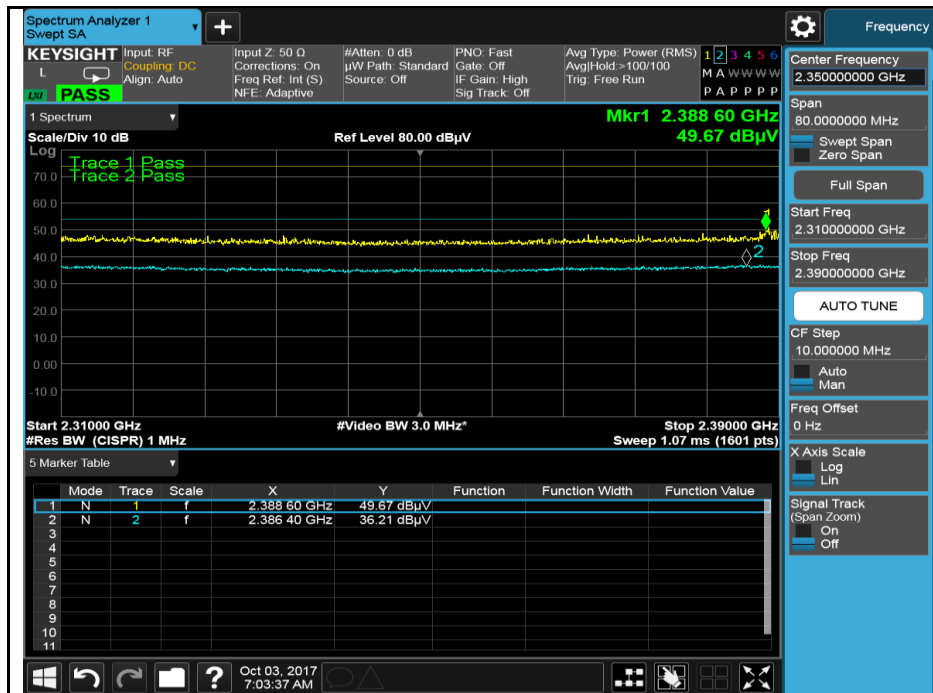 Spectrum Analyzer 1
Swept SA
+
Frequency
KEYSIGHT
L
LXI
PASS
Input: RF
Coupling: DC
Align: Auto
Input Z: 50 Ω
Corrections: On
Freq Ref: Int (S)
NFE: Adaptive
#Atten: 0 dB
µW Path: Standard
Source: Off
PNO: Fast
Gate: Off
IF Gain: High
Sig Track: Off
Avg Type: Power (RMS)
Avg|Hold:>100/100
Trig: Free Run
1 2 3 4 5 6
M A W W W W
P A P P P P
1 Spectrum
Mkr1 2.388 60 GHz
Scale/Div 10 dB
Ref Level 80.00 dBµV
49.67 dBµV
Log
Trace 1 Pass
Trace 2 Pass
70.0
60.0
50.0
40.0
30.0
20.0
10.0
0.00
-10.0
2
Start 2.31000 GHz
#Video BW 3.0 MHz*
Stop 2.39000 GHz
#Res BW (CISPR) 1 MHz
Sweep 1.07 ms (1601 pts)
5 Marker Table
Mode Trace Scale X Y Function Function Width Function Value
1 N 1 f 2.388 60 GHz 49.67 dBµV
2 N 2 f 2.386 40 GHz 36.21 dBµV
3
4
5
6
7
8
9
10
11
?
Oct 03, 2017
7:03:37 AM
Center Frequency
2.350000000 GHz
Span
80.0000000 MHz
Swept Span
Zero Span
Full Span
Start Freq
2.310000000 GHz
Stop Freq
2.390000000 GHz
AUTO TUNE
CF Step
10.000000 MHz
Auto
Man
Freq Offset
0 Hz
X Axis Scale
Log
Lin
Signal Track
(Span Zoom)
On
Off